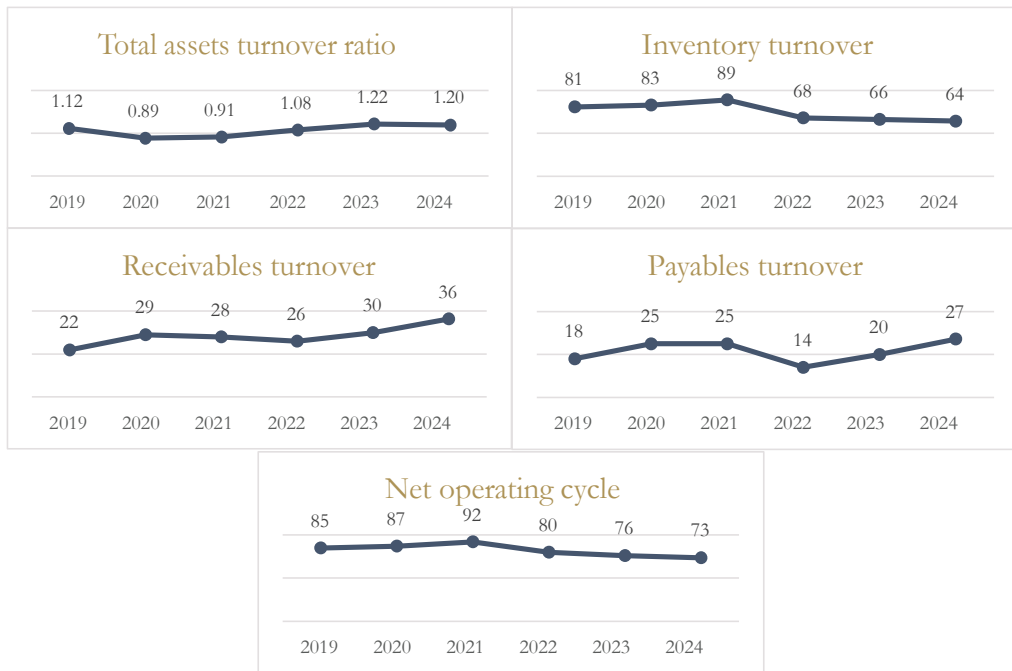 Total assets turnover ratio
1.12 0.89 0.91 1.08 1.22 1.20
2019 2020 2021 2022 2023 2024
Inventory turnover
81 83 89 68 66 64
2019 2020 2021 2022 2023 2024
Receivables turnover
22 29 28 26 30 36
2019 2020 2021 2022 2023 2024
Payables turnover
18 25 25 14 20 27
2019 2020 2021 2022 2023 2024
Net operating cycle
85 87 92 80 76 73
2019 2020 2021 2022 2023 2024